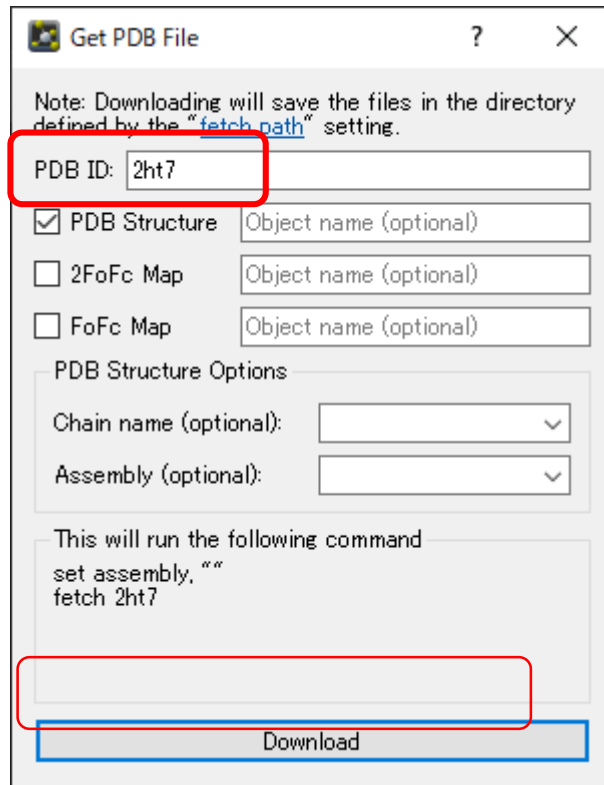 Get PDB File
Note: Downloading will save the files in the directory
defined by the "fetch path" setting.
PDB ID: 2ht7
PDB Structure Object name (optional)
2FoFc Map Object name (optional)
FoFc Map Object name (optional)
PDB Structure Options
Chain name (optional):
Assembly (optional):
This will run the following command
set assembly, ""
fetch 2ht7
Download